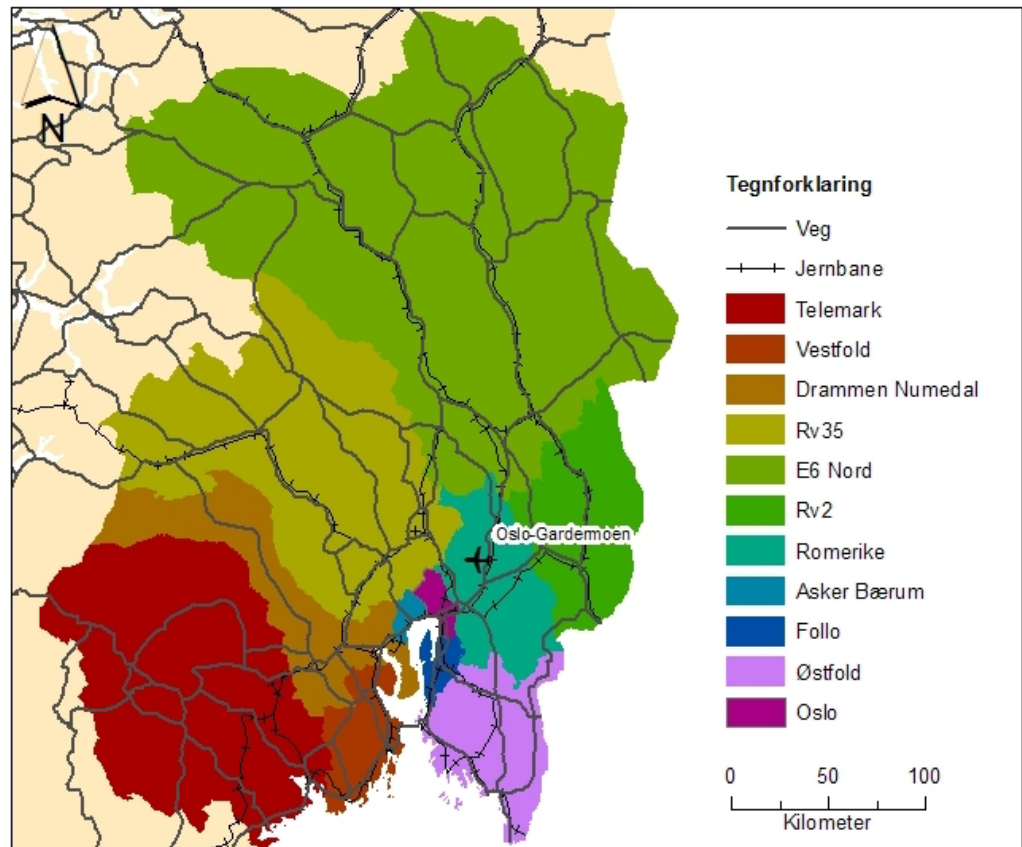 N
Oslo-Gardermoen
Tegnforklaring
Veg
Jernbane
Telemark
Vestfold
Drammen Numedal
Rv35
E6 Nord
Rv2
Romerike
Asker Bærum
Follo
Østfold
Oslo
0 50 100
Kilometer